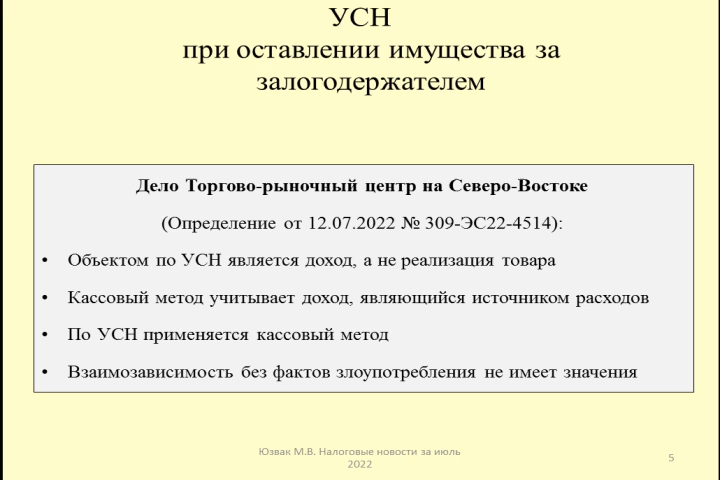 УСН
при оставлении имущества за
залогодержателем
Дело Торгово-рыночный центр на Северо-Востоке
(Определение от 12.07.2022 № 309-ЭС22-4514):
• Объектом по УСН является доход, а не реализация товара
• Кассовый метод учитывает доход, являющийся источником расходов
• По УСН применяется кассовый метод
• Взаимозависимость без фактов злоупотребления не имеет значения
Юзвак М.В. Налоговые новости за июль
2022
5